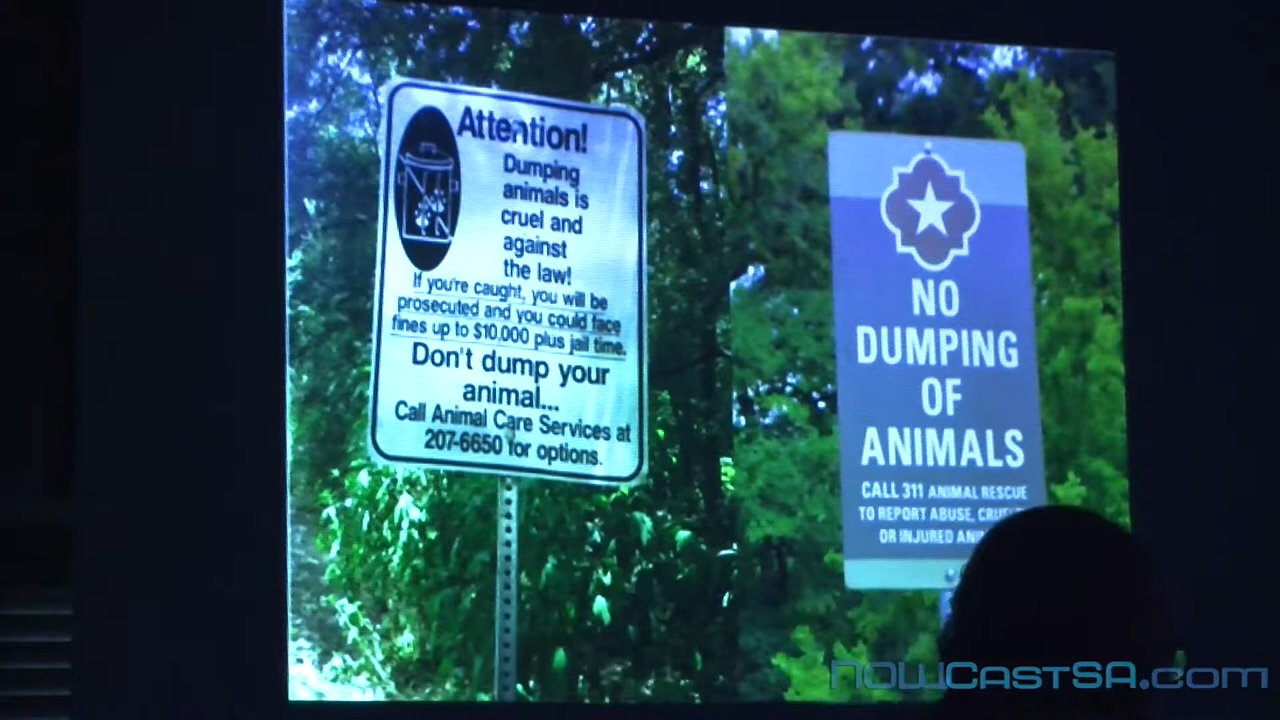 Attention!
Dumping
animals is
cruel and
against
the law!
If you're caught, you will be
prosecuted and you could face
fines up to $10,000 plus jail time.
Don't dump your
animal...
Call Animal Care Services at
207-6650 for options.
NO
DUMPING
OF
ANIMALS
CALL 311 ANIMAL RESCUE
TO REPORT ABUSE,
OR INJURED
NOWCASTSA.com